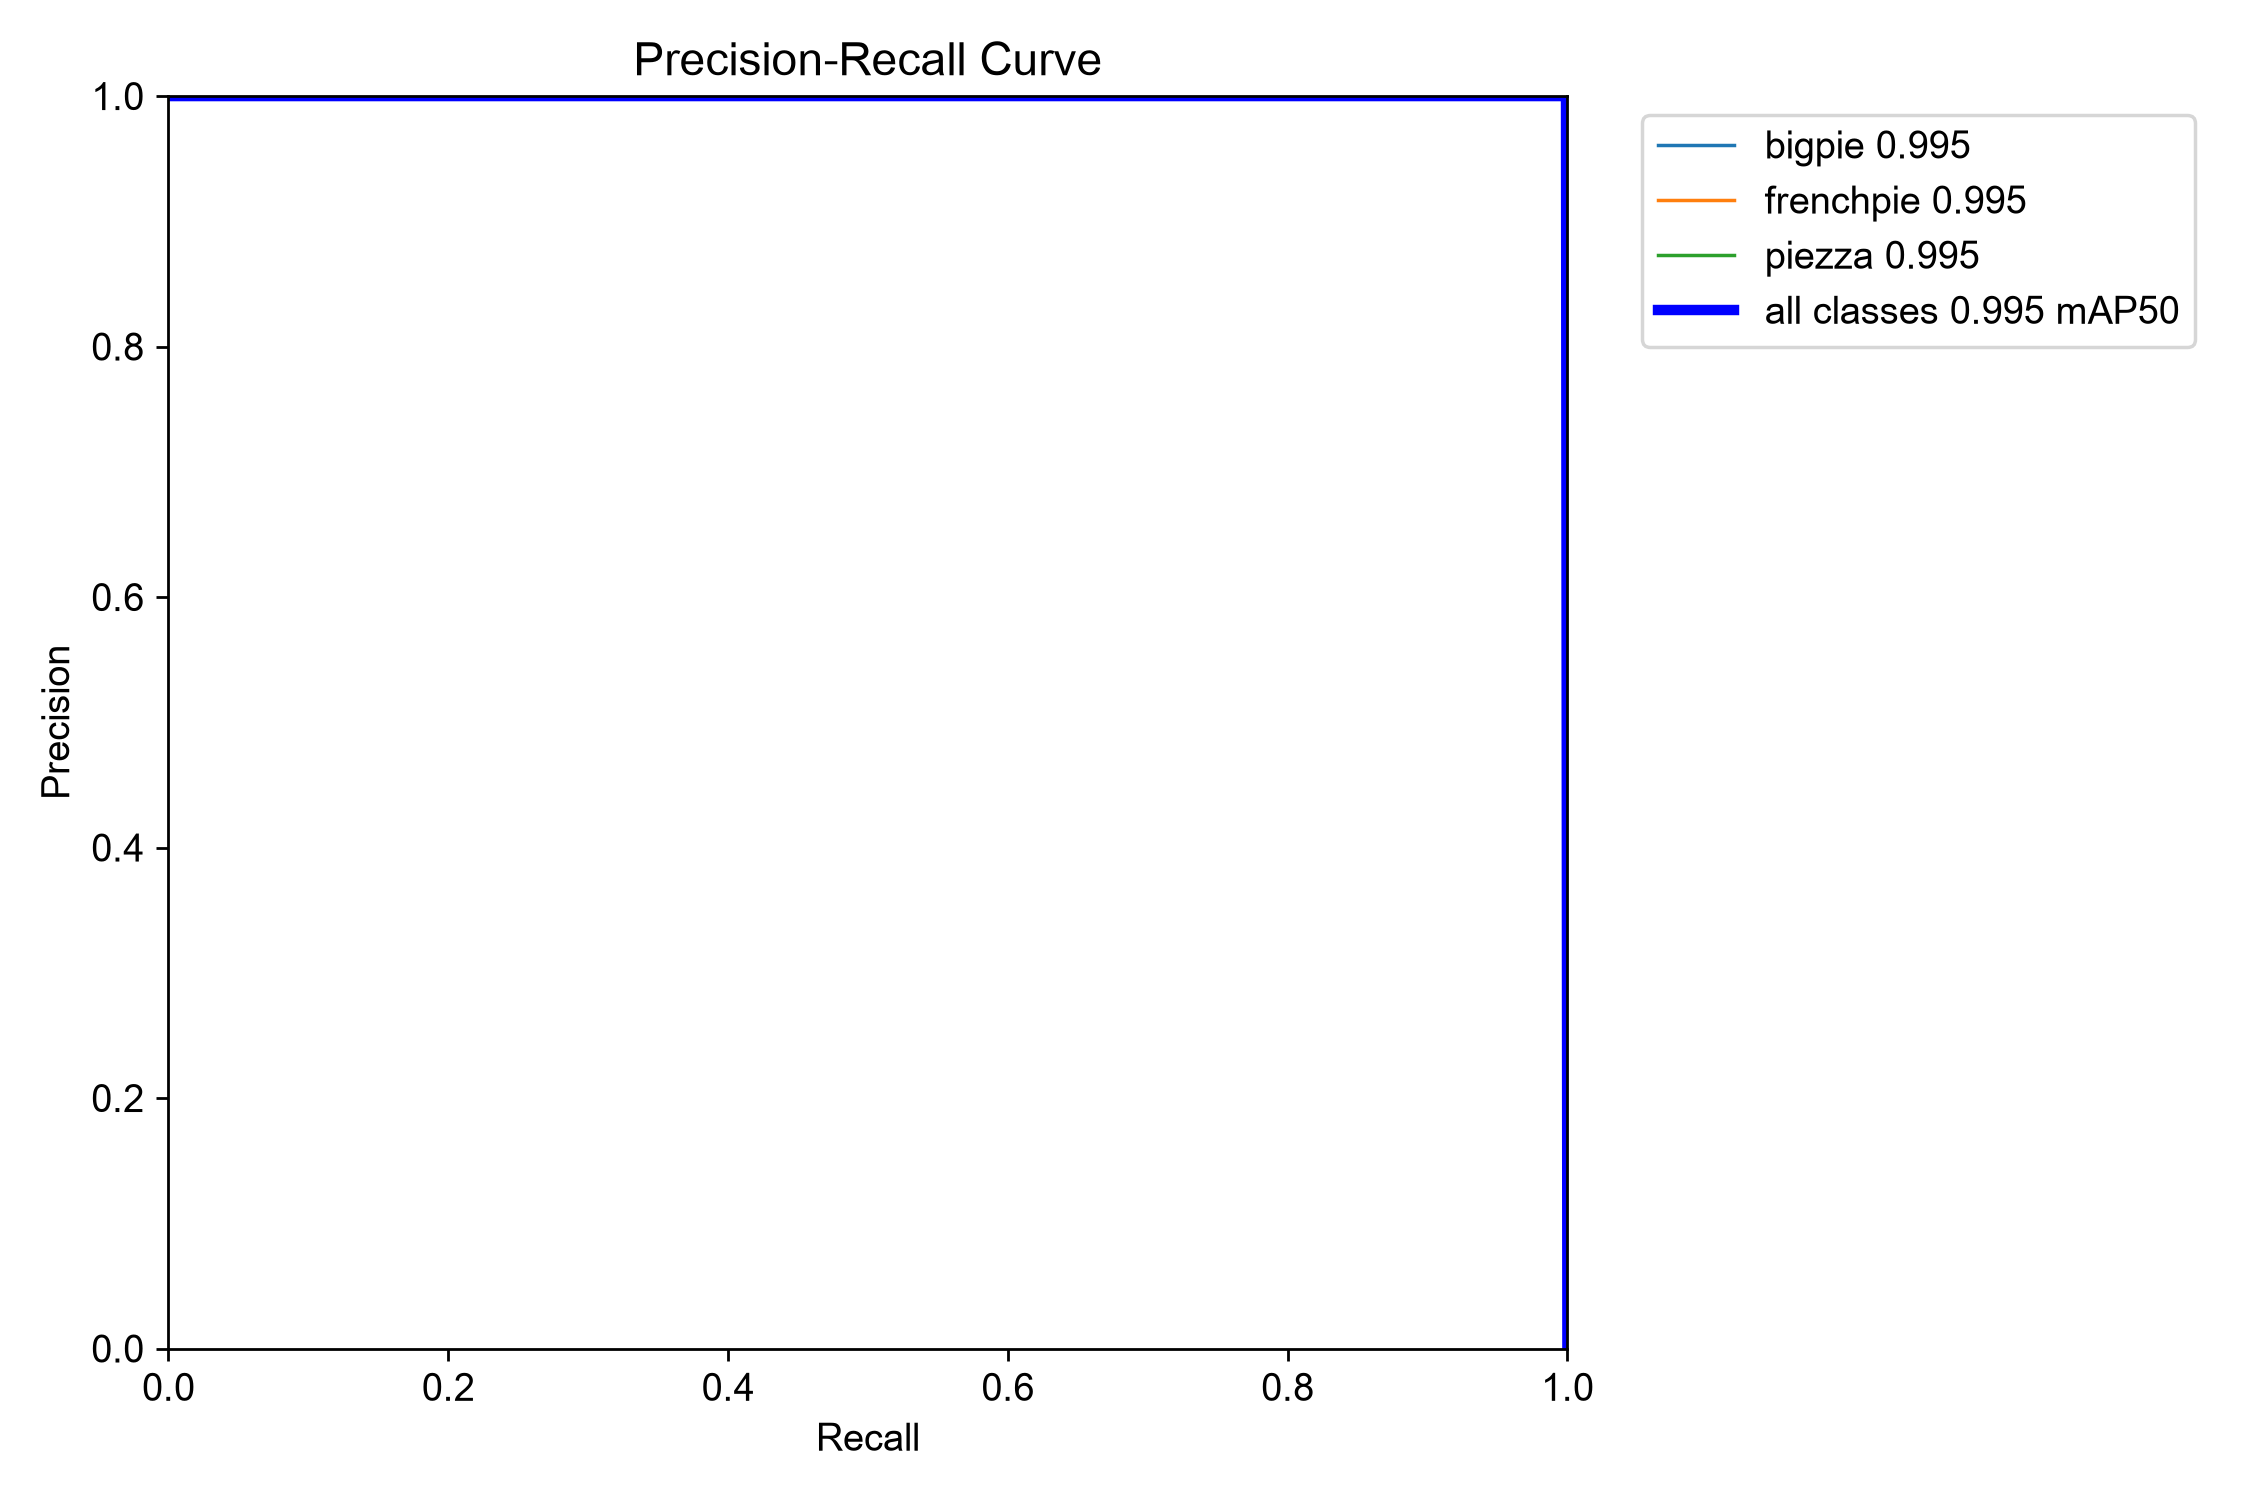 Precision-Recall Curve
1.0
0.8
0.6
0.4
0.2
0.0
Precision
0.0 0.2 0.4 0.6 0.8 1.0
Recall
bigpie 0.995
frenchpie 0.995
piezza 0.995
all classes 0.995 mAP50